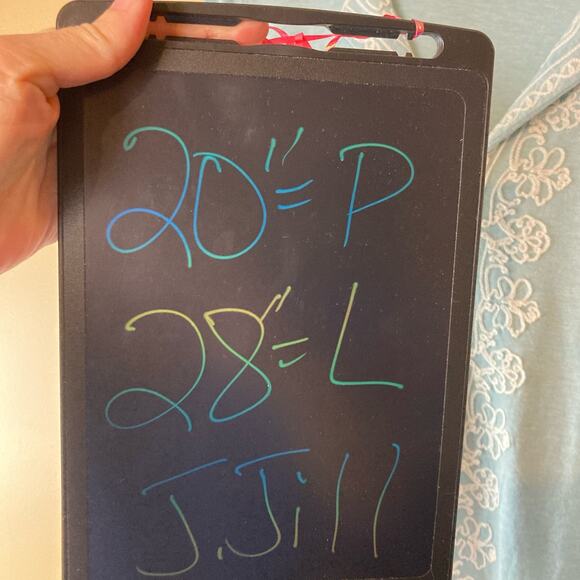 20" = P
28" = L
J.Jill